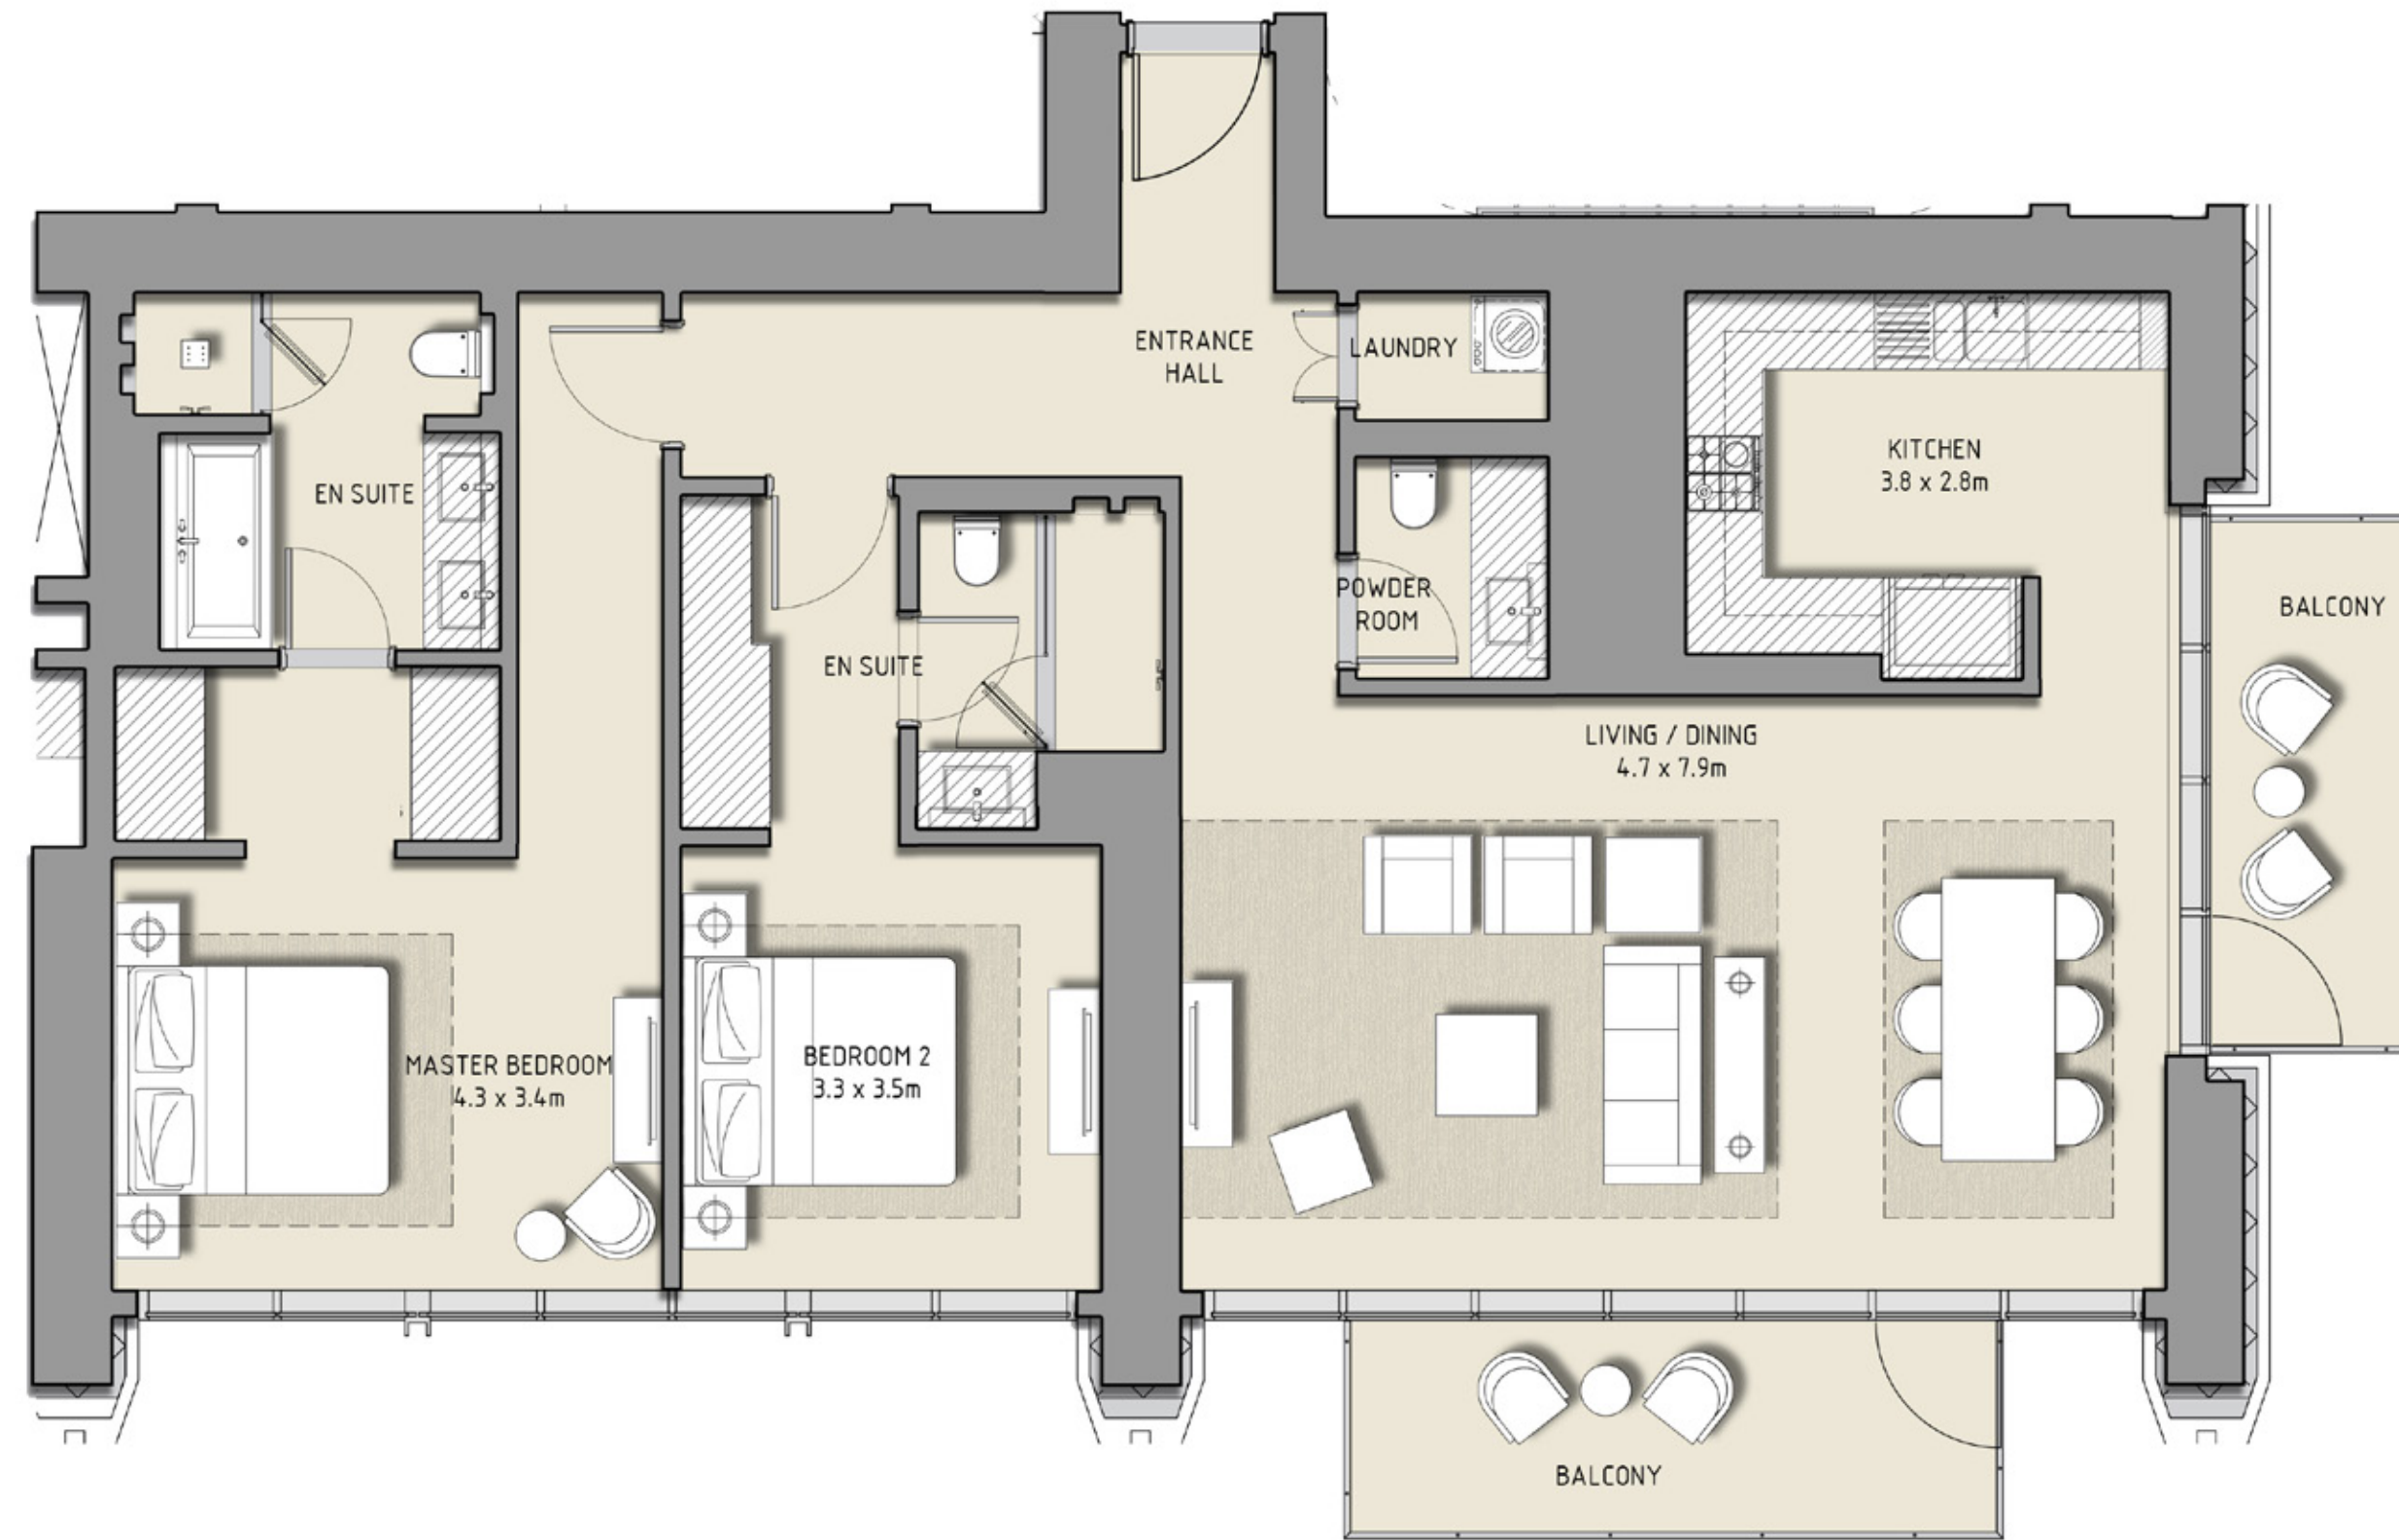 ENTRANCE
HALL
LAUNDRY
KITCHEN
3.8 x 2.8m
EN SUITE
POWDER
ROOM
BALCONY
EN SUITE
LIVING / DINING
4.7 x 7.9m
MASTER BEDROOM
4.3 x 3.4m
BEDROOM 2
3.3 x 3.5m
BALCONY